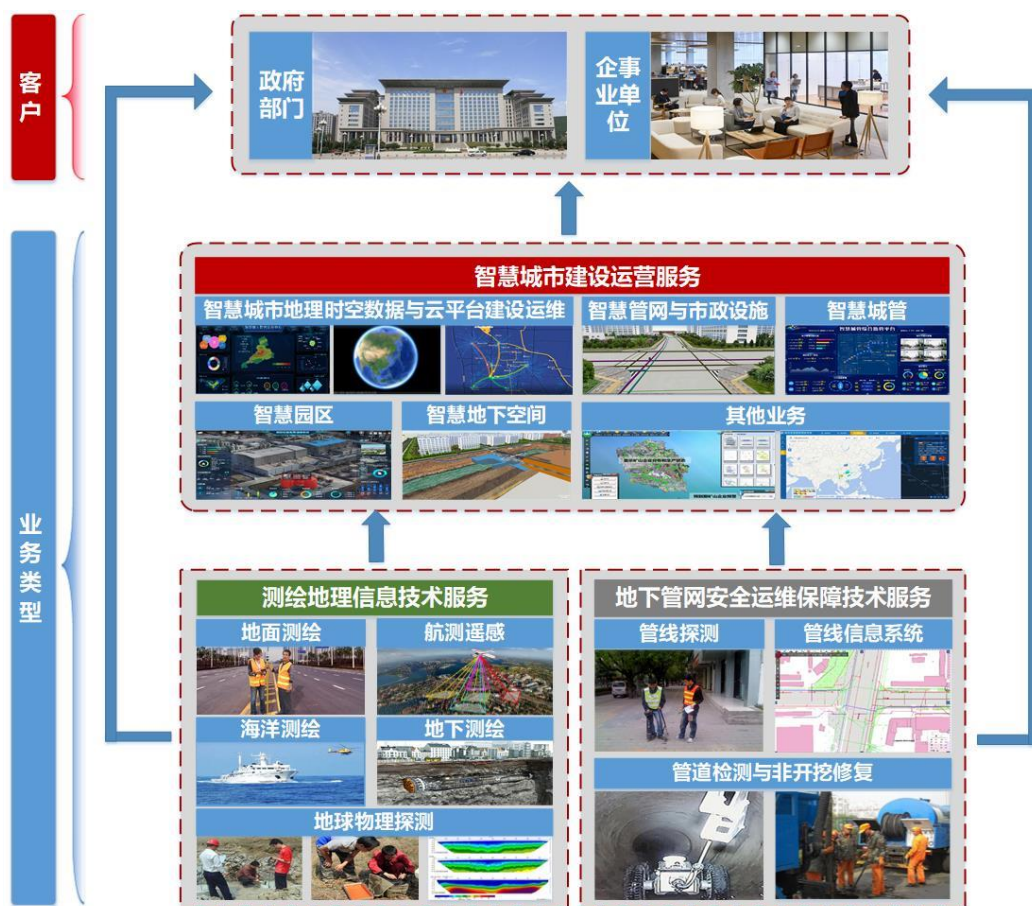 客户
政府部门
企事业单位
业务类型
智慧城市建设运营服务
智慧城市地理时空数据与云平台建设运维
智慧管网与市政设施
智慧城管
智慧园区
智慧地下空间
其他业务
测绘地理信息技术服务
地面测绘
航测遥感
海洋测绘
地下测绘
地球物理探测
地下管网安全运维保障技术服务
管线探测
管线信息系统
管道检测与非开挖修复